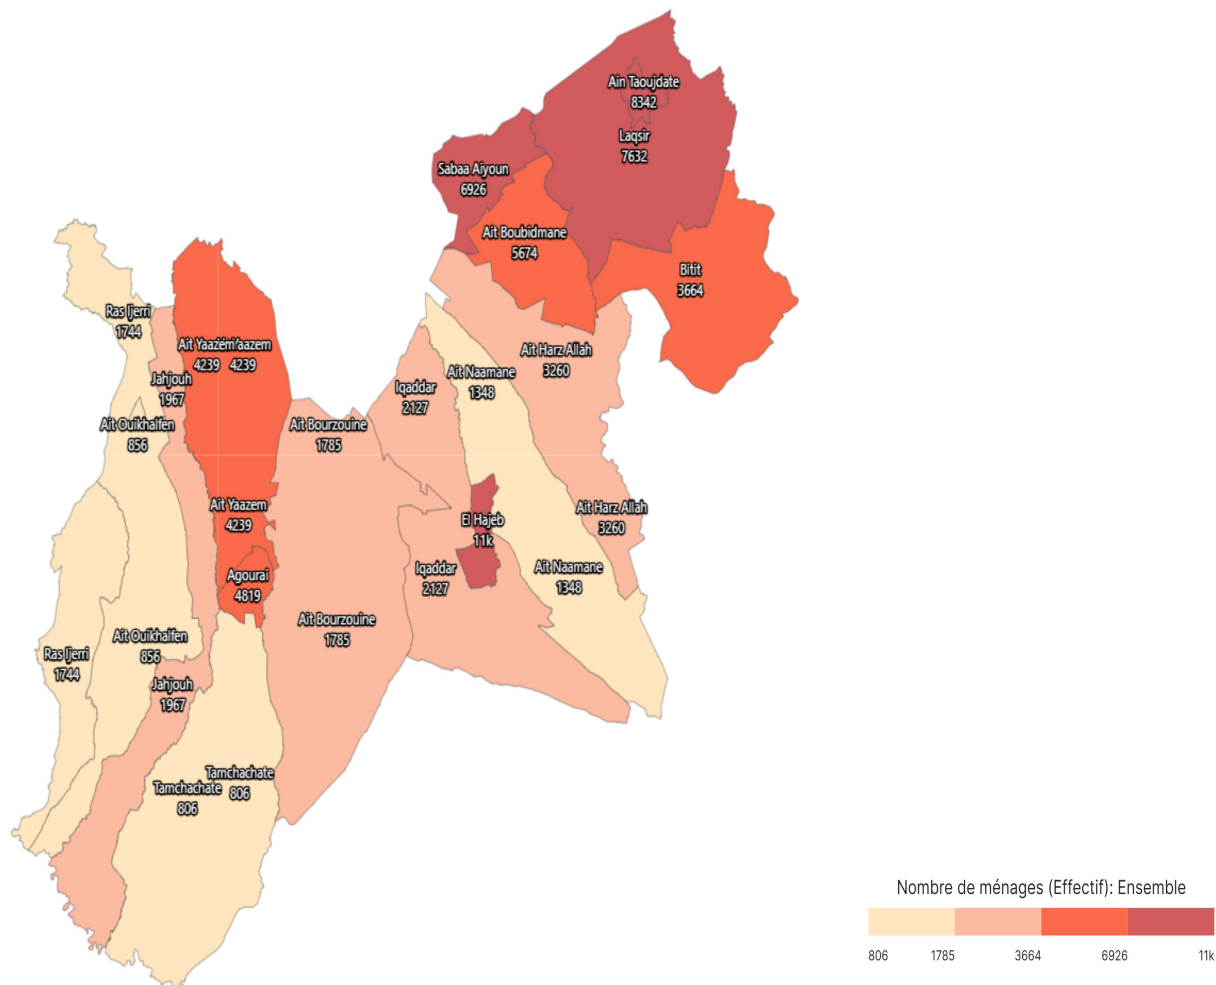 Ain Taoujdate
8342
Laqsir
7632
Sabaa Aiyoun
6926
Ait Boubidmane
5674
Bitit
3664
Ras Ijerri
1744
Ait Yaazem
4239
4239
Ait Harz Allah
3260
Jahjouh
1967
Ait Naamane
1348
Iqaddar
2127
Ait Ouikhalfen
856
Ait Bourzouine
1785
Ait Yaazem
4239
Ait Harz Allah
3260
El Hajeb
11k
Agourai
4819
Iqaddar
2127
Ait Naamane
1348
Ait Bourzouine
1785
Ait Ouikhalfen
856
Ras Ijerri
1744
Jahjouh
1967
Tamchachate
806
Tamchachate
806
Nombre de ménages (Effectif): Ensemble
806 1785 3664 6926 11k